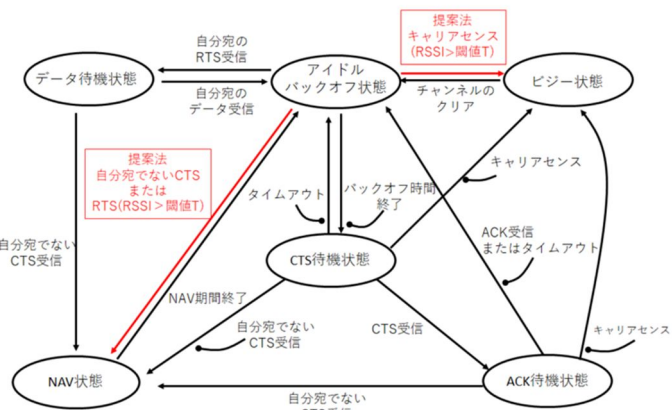 提案法
キャリアセンス
(RSSI>閾値T)
自分宛の
RTS受信
データ待機状態
アイドル
バックオフ状態
ビジー状態
自分宛の
データ受信
チャンネルの
クリア
提案法
自分宛でないCTS
または
RTS(RSSI>閾値T)
キャリアセンス
タイムアウト
バックオフ時間
終了
自分宛でない
CTS受信
ACK受信
またはタイムアウト
CTS待機状態
NAV期間終了
自分宛でない
CTS受信
CTS受信
キャリアセンス
NAV状態
ACK待機状態
自分宛でない